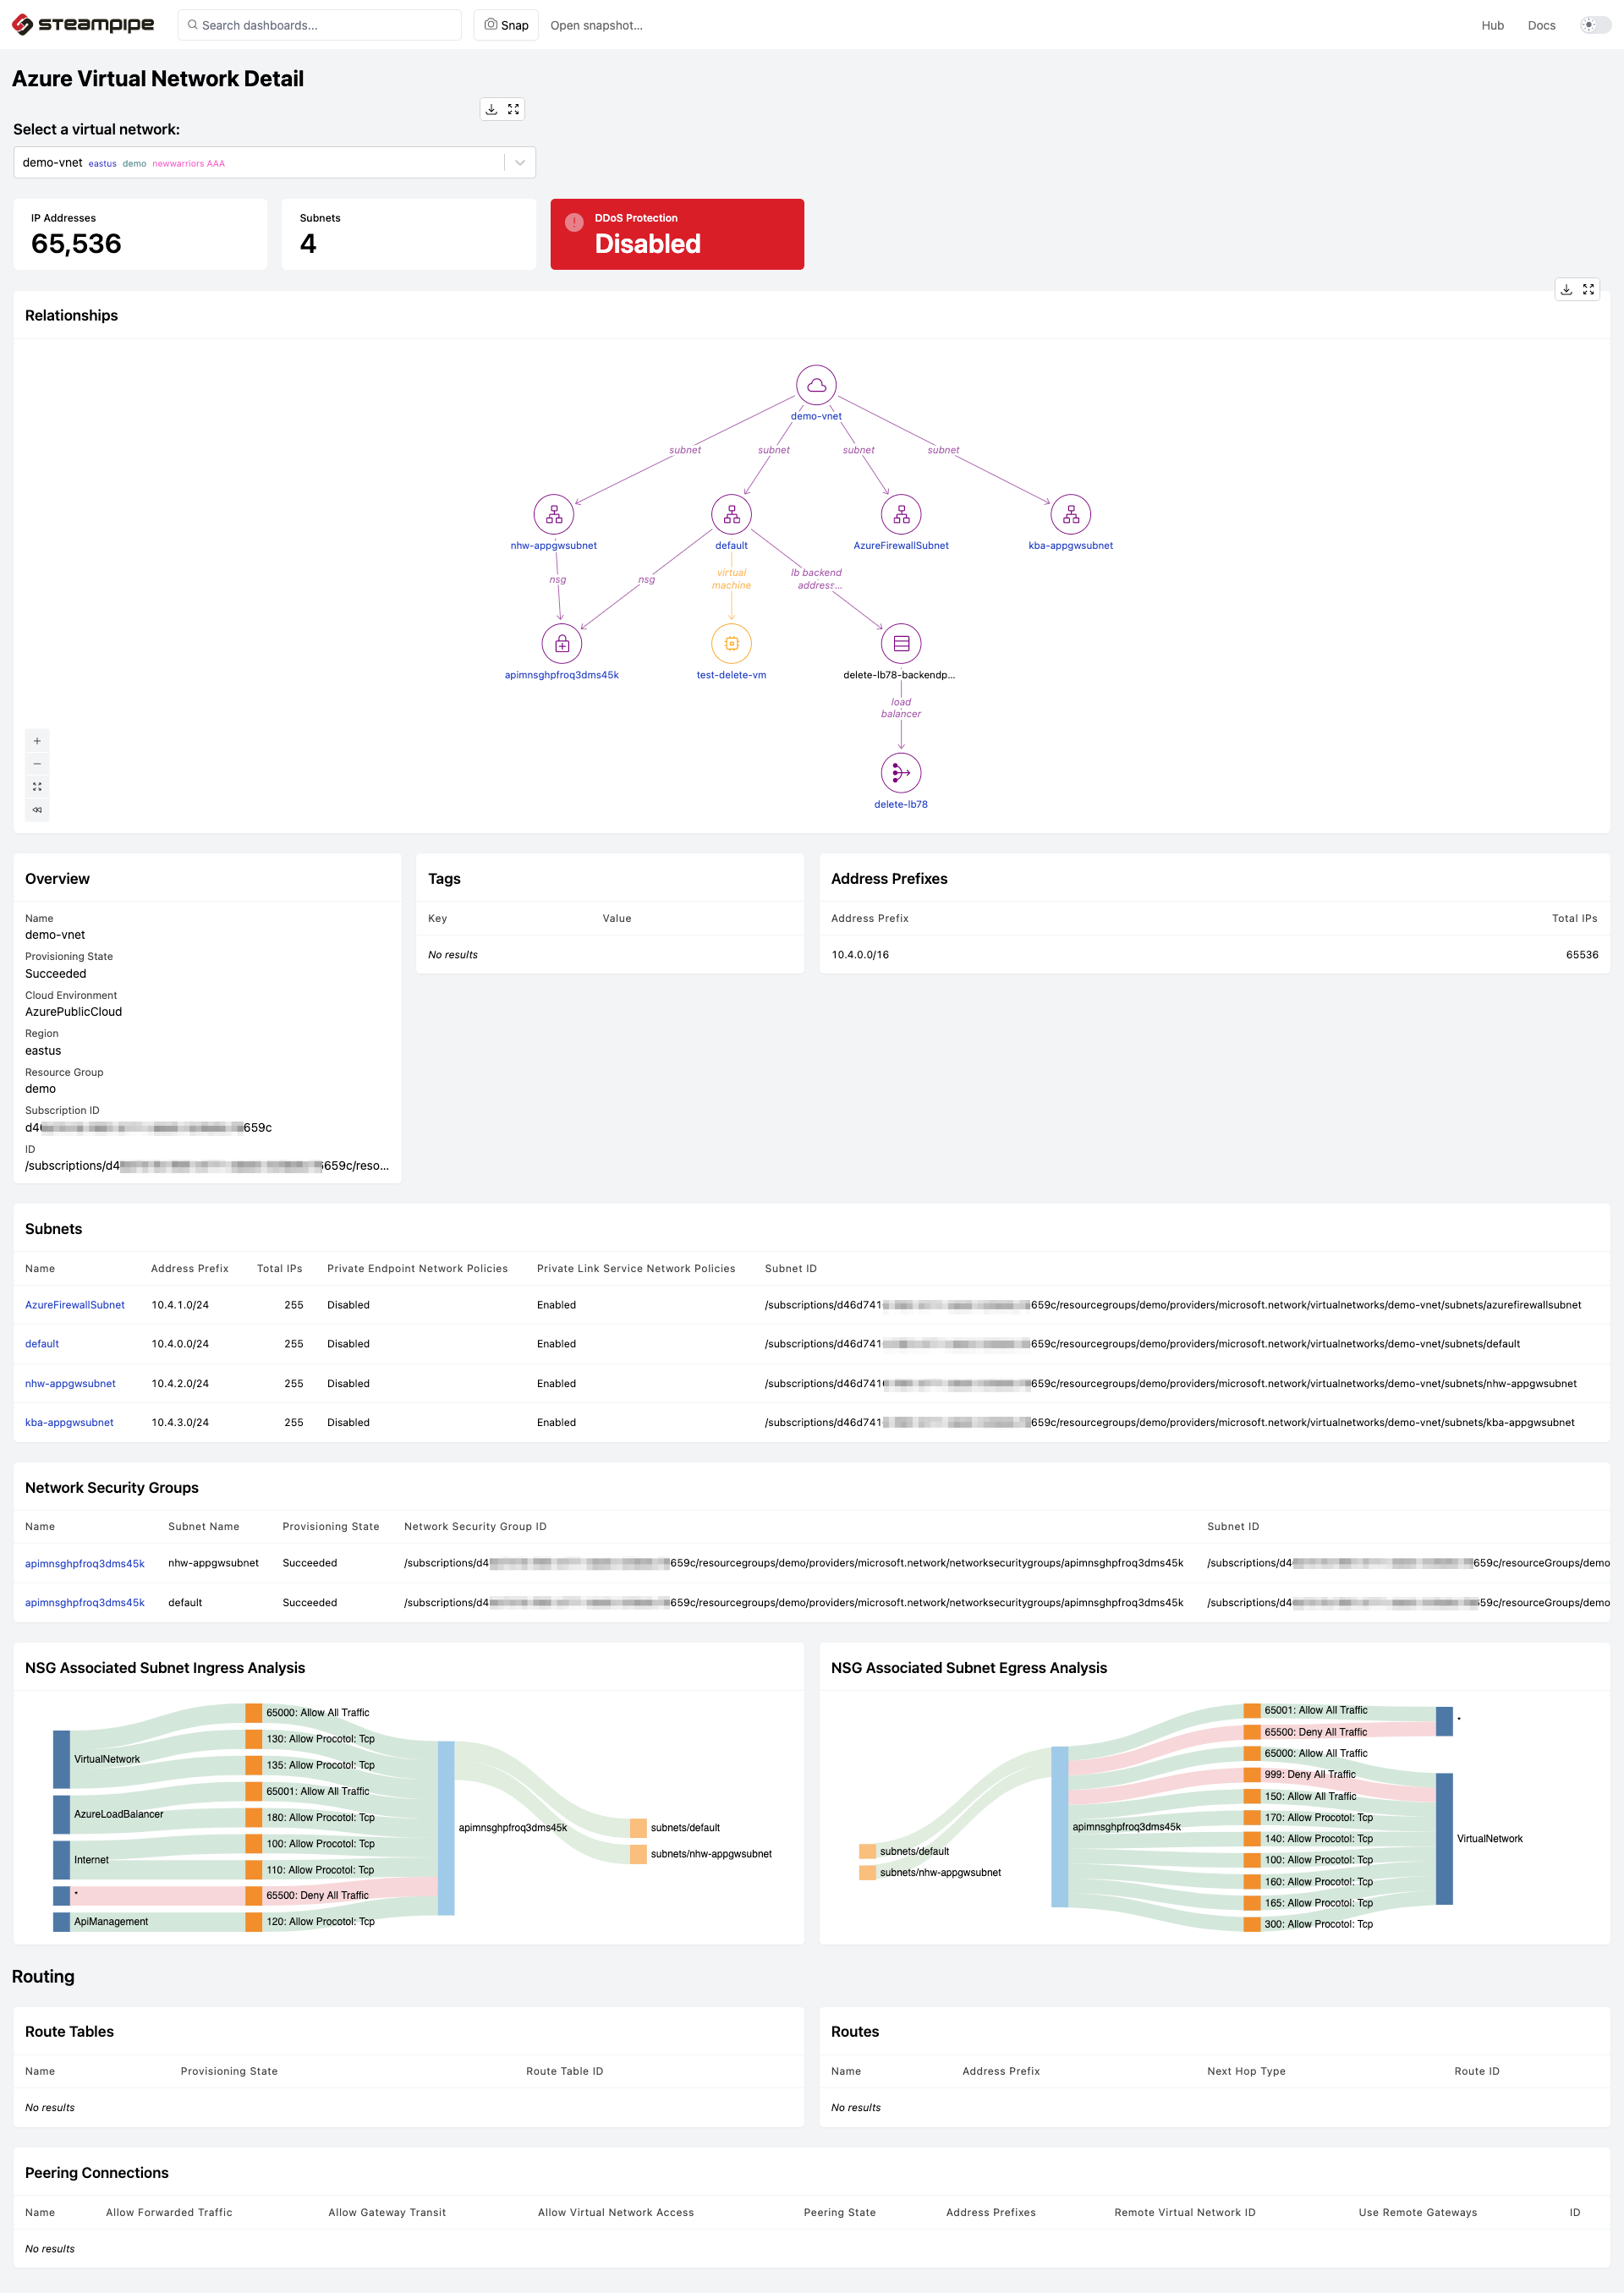 steampipe
Search dashboards...
Snap
Open snapshot...
Hub
Docs
Azure Virtual Network Detail
Select a virtual network:
demo-vnet eastus demo newwarriors AAA
IP Addresses
65,536
Subnets
4
DDoS Protection
Disabled
Relationships
demo-vnet
subnet subnet subnet subnet
nhw-appgwsubnet default AzureFirewallSubnet kba-appgwsubnet
nsg
nsg
virtual
machine
lb backend
address...
apimnsghpfroq3dms45k test-delete-vm delete-lb78-backendp...
load
balancer
delete-lb78
Overview
Name
demo-vnet
Provisioning State
Succeeded
Cloud Environment
AzurePublicCloud
Region
eastus
Resource Group
demo
Subscription ID
d4 659c
ID
/subscriptions/d4 659c/reso...
Tags
Key Value
No results
Address Prefixes
Address Prefix Total IPs
10.4.0.0/16 65536
Subnets
Name Address Prefix Total IPs Private Endpoint Network Policies Private Link Service Network Policies Subnet ID
AzureFirewallSubnet 10.4.1.0/24 255 Disabled Enabled /subscriptions/d46d741 659c/resourcegroups/demo/providers/microsoft.network/virtualnetworks/demo-vnet/subnets/azurefirewallsubnet
default 10.4.0.0/24 255 Disabled Enabled /subscriptions/d46d741 659c/resourcegroups/demo/providers/microsoft.network/virtualnetworks/demo-vnet/subnets/default
nhw-appgwsubnet 10.4.2.0/24 255 Disabled Enabled /subscriptions/d46d741 659c/resourcegroups/demo/providers/microsoft.network/virtualnetworks/demo-vnet/subnets/nhw-appgwsubnet
kba-appgwsubnet 10.4.3.0/24 255 Disabled Enabled /subscriptions/d46d741 659c/resourcegroups/demo/providers/microsoft.network/virtualnetworks/demo-vnet/subnets/kba-appgwsubnet
Network Security Groups
Name Subnet Name Provisioning State Network Security Group ID Subnet ID
apimnsghpfroq3dms45k nhw-appgwsubnet Succeeded /subscriptions/d4 659c/resourcegroups/demo/providers/microsoft.network/networksecuritygroups/apimnsghpfroq3dms45k /subscriptions/d4 659c/resourceGroups/demo
apimnsghpfroq3dms45k default Succeeded /subscriptions/d4 659c/resourcegroups/demo/providers/microsoft.network/networksecuritygroups/apimnsghpfroq3dms45k /subscriptions/d4 59c/resourceGroups/demo
NSG Associated Subnet Ingress Analysis
65000: Allow All Traffic
130: Allow Procotol: Tcp
VirtualNetwork
135: Allow Procotol: Tcp
65001: Allow All Traffic
AzureLoadBalancer
180: Allow Procotol: Tcp
100: Allow Procotol: Tcp
Internet
110: Allow Procotol: Tcp
*
65500: Deny All Traffic
ApiManagement
120: Allow Procotol: Tcp
apimnsghpfroq3dms45k
subnets/default
subnets/nhw-appgwsubnet
NSG Associated Subnet Egress Analysis
subnets/default
subnets/nhw-appgwsubnet
apimnsghpfroq3dms45k
65001: Allow All Traffic
65500: Deny All Traffic
65000: Allow All Traffic
999: Deny All Traffic
150: Allow All Traffic
170: Allow Procotol: Tcp
140: Allow Procotol: Tcp
100: Allow Procotol: Tcp
160: Allow Procotol: Tcp
165: Allow Procotol: Tcp
300: Allow Procotol: Tcp
*
VirtualNetwork
Routing
Route Tables
Name Provisioning State Route Table ID
No results
Routes
Name Address Prefix Next Hop Type Route ID
No results
Peering Connections
Name Allow Forwarded Traffic Allow Gateway Transit Allow Virtual Network Access Peering State Address Prefixes Remote Virtual Network ID Use Remote Gateways ID
No results